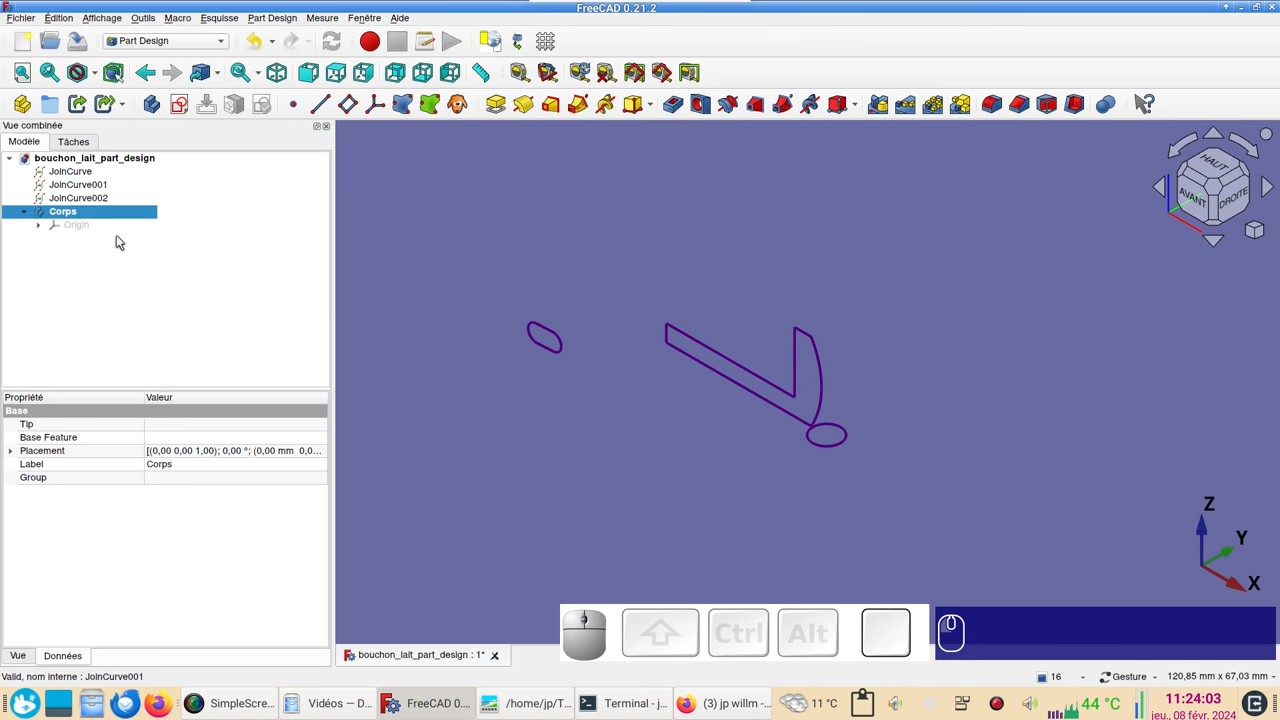 FreeCAD 0.21.2
Fichier Édition Affichage Outils Macro Esquisse Part Design Mesure Fenêtre Aide
Part Design
Vue combinée
Modèle Tâches
bouchon_lait_part_design
JoinCurve
JoinCurve001
JoinCurve002
Corps
Origin
HAUT
AVANT DROITE
Propriété Valeur
Base
Tip
Base Feature
Placement [(0,00 0,00 1,00); 0,00 °; (0,00 mm 0,0...
Label Corps
Group
Z
Y
X
Ctrl Alt
Vue Données
bouchon_lait_part_design : 1*
Valid, nom interne : JoinCurve001
16 Gesture 120,85 mm x 67,03 mm
SimpleScre... Vidéos — D... FreeCAD 0.... /home/jp/T... Terminal - j... (3) jp willm -... 11 °C 44 °C 11:24:03
jeu., 08 févr. 2024